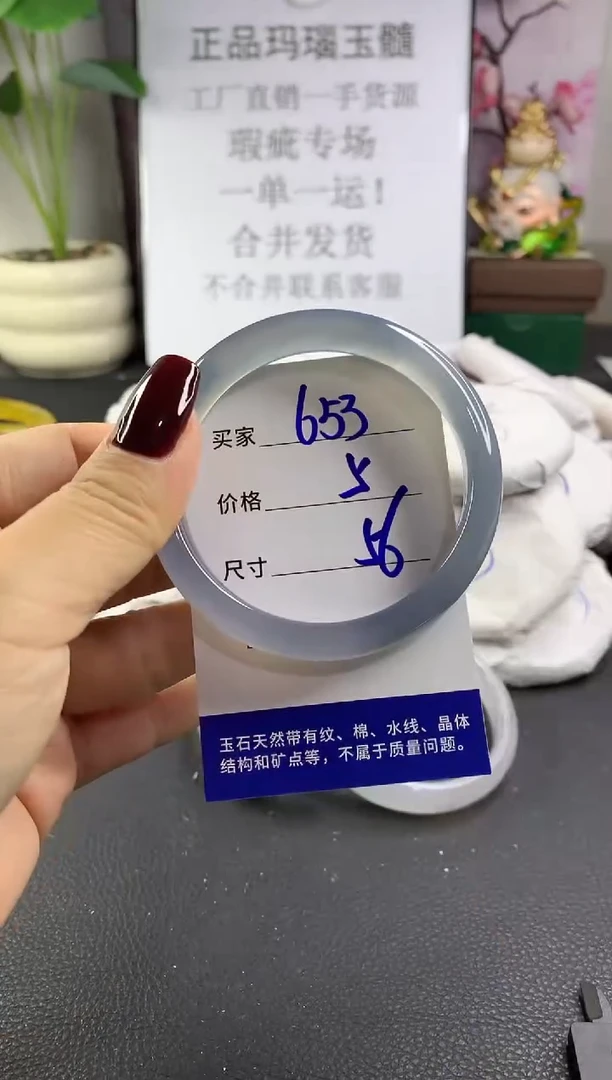 正品玛瑙玉髓
工厂直销一手货源
瑕疵专场
一单一运!
合并发货
不合并联系客服
买家 653
价格 5
尺寸 56
玉石天然带有纹、棉、水线、晶体
结构和矿点等，不属于质量问题。